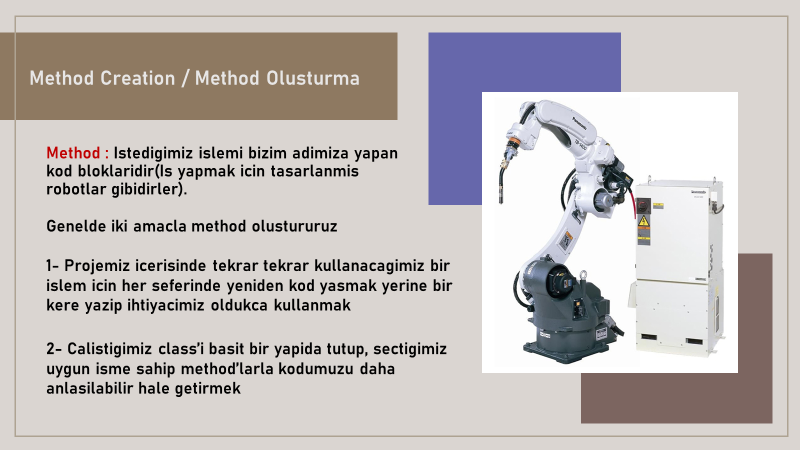 Method Creation / Method Olusturma
Method : Istedigimiz islemi bizim adimiza yapan
kod bloklaridir(Is yapmak icin tasarlanmis
robotlar gibidirler).
Genelde iki amacla method olustururuz
1- Projemiz icerisinde tekrar tekrar kullanacagimiz bir
islem icin her seferinde yeniden kod yasmak yerine bir
kere yazip ihtiyacimiz oldukca kullanmak
2- Calistigimiz class’i basit bir yapida tutup, sectigimiz
uygun isme sahip method’larla kodumuzu daha
anlasilabilir hale getirmek
Panasonic